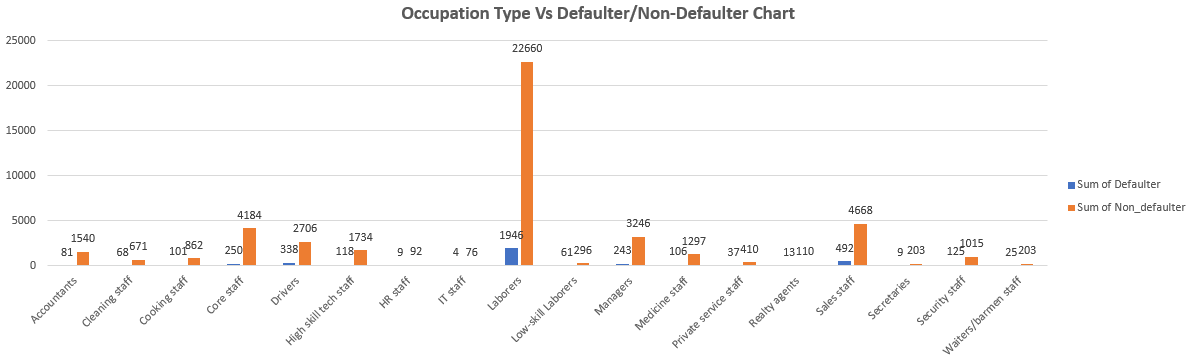 Occupation Type Vs Defaulter/Non-Defaulter Chart
25000
20000
15000
10000
5000
0
81 1540
68 671
101 862
250 4184
338 2706
118 1734
9 92
4 76
1946 22660
61 296
243 3246
106 1297
37 410
13 110
492 4668
9 203
125 1015
25 203
Accountants
Cleaning staff
Cooking staff
Core staff
Drivers
High skill tech staff
HR staff
IT staff
Laborers
Low-skill Laborers
Managers
Medicine staff
Private service staff
Realty agents
Sales staff
Secretaries
Security staff
Waiters/barmen staff
Sum of Defaulter
Sum of Non_defaulter